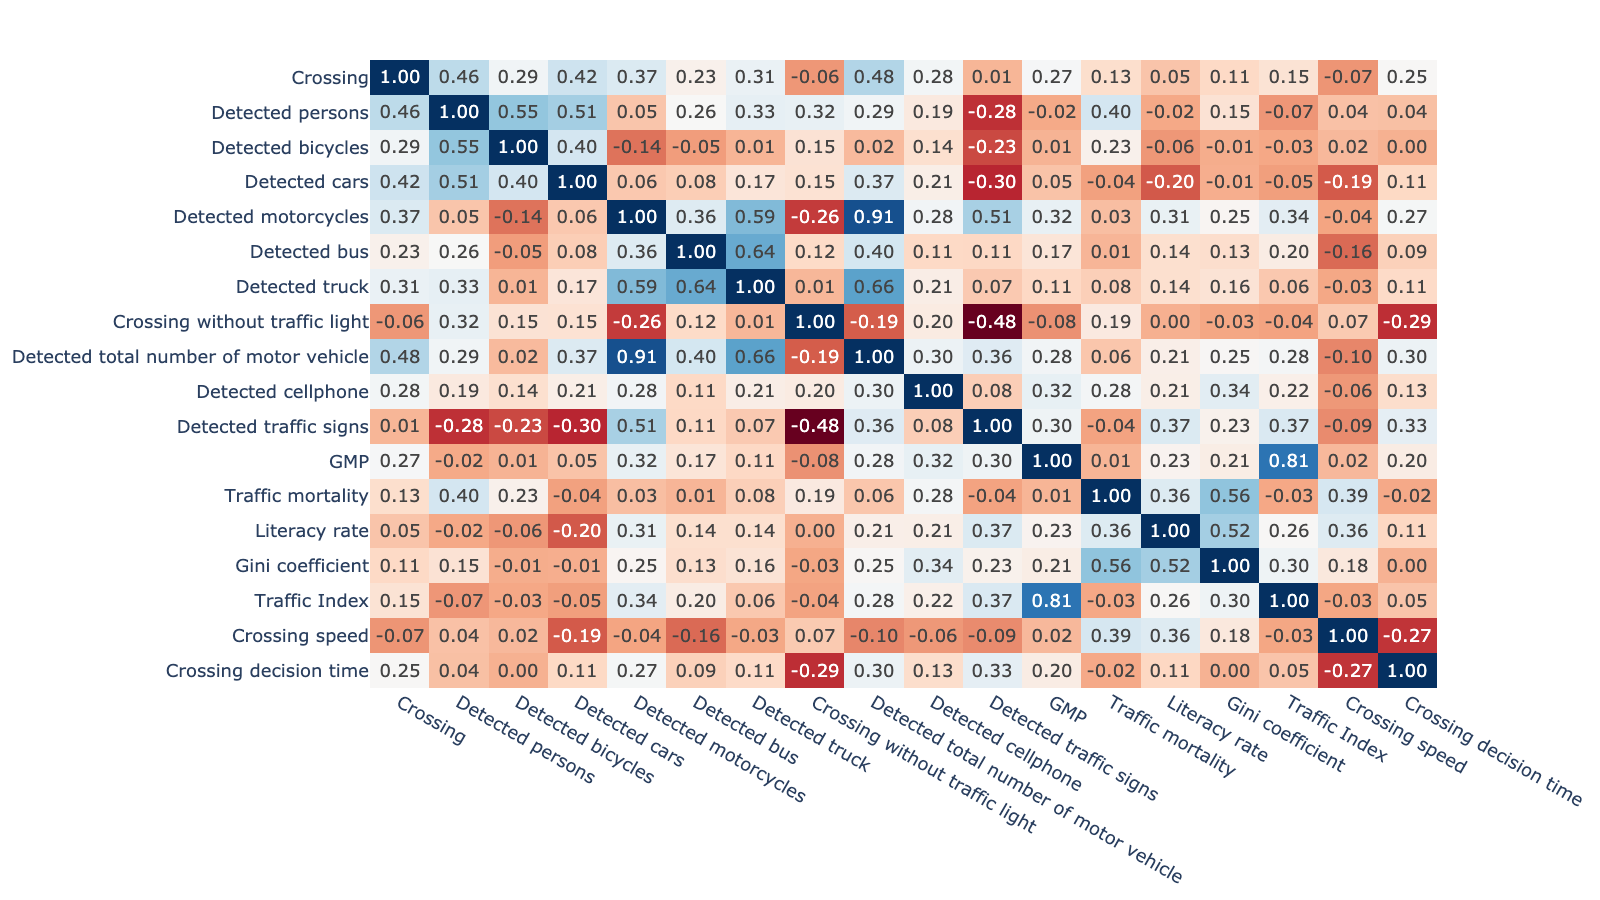 Crossing 1.00 0.46 0.29 0.42 0.37 0.23 0.31 -0.06 0.48 0.28 0.01 0.27 0.13 0.05 0.11 0.15 -0.07 0.25
Detected persons 0.46 1.00 0.55 0.51 0.05 0.26 0.33 0.32 0.29 0.19 -0.28 -0.02 0.40 -0.02 0.15 -0.07 0.04 0.04
Detected bicycles 0.29 0.55 1.00 0.40 -0.14 -0.05 0.01 0.15 0.02 0.14 -0.23 0.01 0.23 -0.06 -0.01 -0.03 0.02 0.00
Detected cars 0.42 0.51 0.40 1.00 0.06 0.08 0.17 0.15 0.37 0.21 -0.30 0.05 -0.04 -0.20 -0.01 -0.05 -0.19 0.11
Detected motorcycles 0.37 0.05 -0.14 0.06 1.00 0.36 0.59 -0.26 0.91 0.28 0.51 0.32 0.03 0.31 0.25 0.34 -0.04 0.27
Detected bus 0.23 0.26 -0.05 0.08 0.36 1.00 0.64 0.12 0.40 0.11 0.11 0.17 0.01 0.14 0.13 0.20 -0.16 0.09
Detected truck 0.31 0.33 0.01 0.17 0.59 0.64 1.00 0.01 0.66 0.21 0.07 0.11 0.08 0.14 0.16 0.06 -0.03 0.11
Crossing without traffic light -0.06 0.32 0.15 0.15 -0.26 0.12 0.01 1.00 -0.19 0.20 -0.48 -0.08 0.19 0.00 -0.03 -0.04 0.07 -0.29
Detected total number of motor vehicle 0.48 0.29 0.02 0.37 0.91 0.40 0.66 -0.19 1.00 0.30 0.36 0.28 0.06 0.21 0.25 0.28 -0.10 0.30
Detected cellphone 0.28 0.19 0.14 0.21 0.28 0.11 0.21 0.20 0.30 1.00 0.08 0.32 0.28 0.21 0.34 0.22 -0.06 0.13
Detected traffic signs 0.01 -0.28 -0.23 -0.30 0.51 0.11 0.07 -0.48 0.36 0.08 1.00 0.30 -0.04 0.37 0.23 0.37 -0.09 0.33
GMP 0.27 -0.02 0.01 0.05 0.32 0.17 0.11 -0.08 0.28 0.32 0.30 1.00 0.01 0.23 0.21 0.81 0.02 0.20
Traffic mortality 0.13 0.40 0.23 -0.04 0.03 0.01 0.08 0.19 0.06 0.28 -0.04 0.01 1.00 0.36 0.56 -0.03 0.39 -0.02
Literacy rate 0.05 -0.02 -0.06 -0.20 0.31 0.14 0.14 0.00 0.21 0.21 0.37 0.23 0.36 1.00 0.52 0.26 0.36 0.11
Gini coefficient 0.11 0.15 -0.01 -0.01 0.25 0.13 0.16 -0.03 0.25 0.34 0.23 0.21 0.56 0.52 1.00 0.30 0.18 0.00
Traffic Index 0.15 -0.07 -0.03 -0.05 0.34 0.20 0.06 -0.04 0.28 0.22 0.37 0.81 -0.03 0.26 0.30 1.00 -0.03 0.05
Crossing speed -0.07 0.04 0.02 -0.19 -0.04 -0.16 -0.03 0.07 -0.10 -0.06 -0.09 0.02 0.39 0.36 0.18 -0.03 1.00 -0.27
Crossing decision time 0.25 0.04 0.00 0.11 0.27 0.09 0.11 -0.29 0.30 0.13 0.33 0.20 -0.02 0.11 0.00 0.05 -0.27 1.00
Crossing
Detected persons
Detected bicycles
Detected cars
Detected motorcycles
Detected bus
Detected truck
Crossing without traffic light
Detected total number of motor vehicle
Detected cellphone
Detected traffic signs
GMP
Traffic mortality
Literacy rate
Gini coefficient
Traffic Index
Crossing speed
Crossing decision time